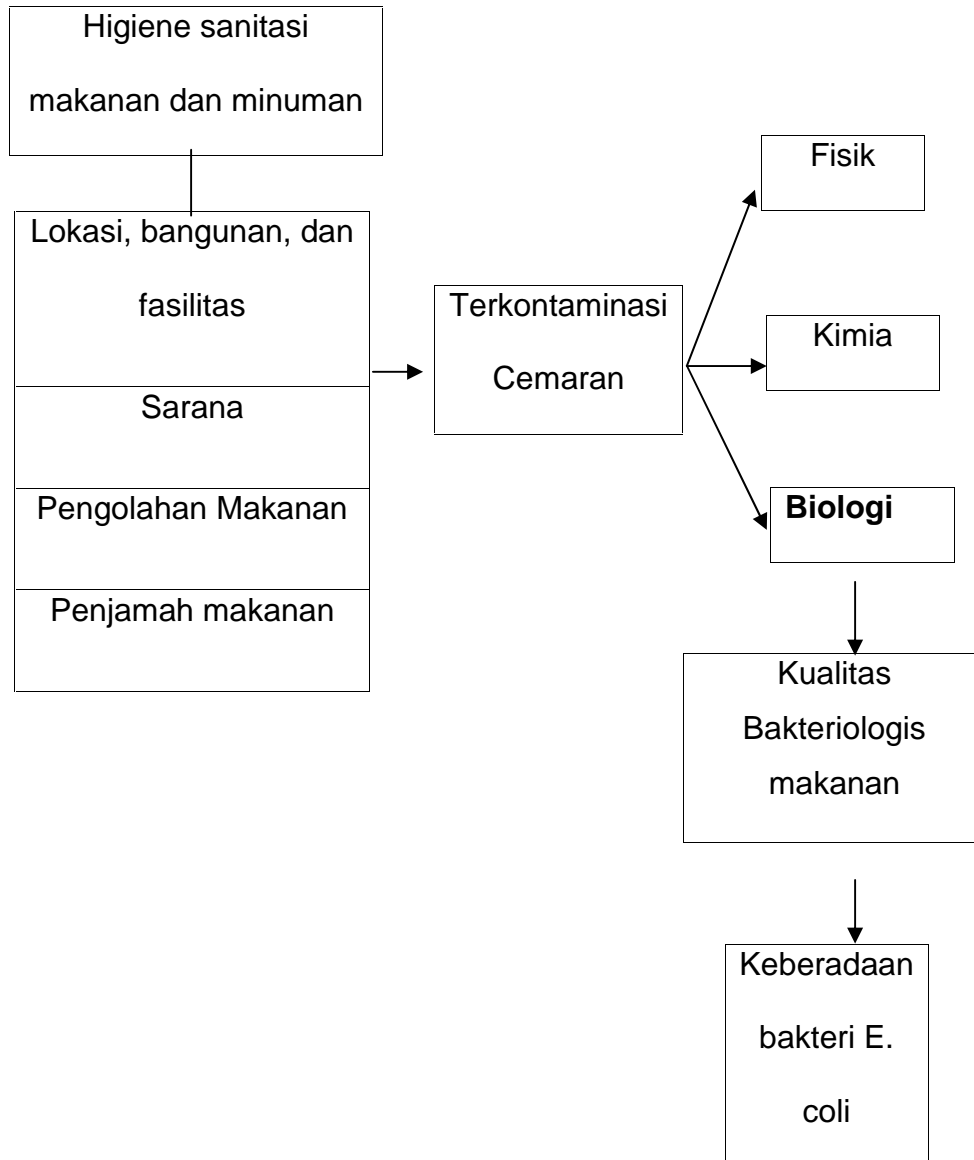 Higiene sanitasi
makanan dan minuman
Lokasi, bangunan, dan
fasilitas
Sarana
Pengolahan Makanan
Penjamah makanan
Terkontaminasi
Cemaran
Fisik
Kimia
Biologi
Kualitas
Bakteriologis
makanan
Keberadaan
bakteri E.
coli